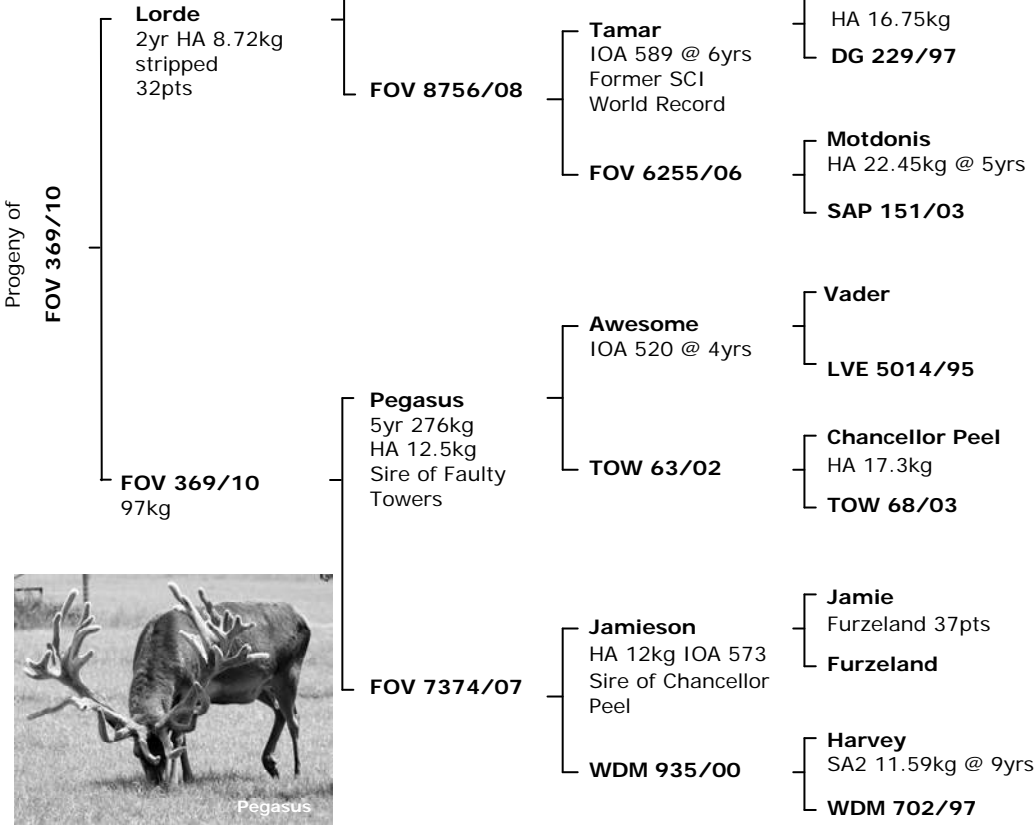 Progeny of
FOV 369/10
Lorde
2yr HA 8.72kg
stripped
32pts
FOV 8756/08
Tamar
IOA 589 @ 6yrs
Former SCI
World Record
HA 16.75kg
DG 229/97
FOV 6255/06
Motdonis
HA 22.45kg @ 5yrs
SAP 151/03
FOV 369/10
97kg
Pegasus
5yr 276kg
HA 12.5kg
Sire of Faulty
Towers
Awesome
IOA 520 @ 4yrs
Vader
LVE 5014/95
TOW 63/02
Chancellor Peel
HA 17.3kg
TOW 68/03
FOV 7374/07
Jamieson
HA 12kg IOA 573
Sire of Chancellor
Peel
Jamie
Furzeland 37pts
Furzeland
WDM 935/00
Harvey
SA2 11.59kg @ 9yrs
WDM 702/97
Pegasus